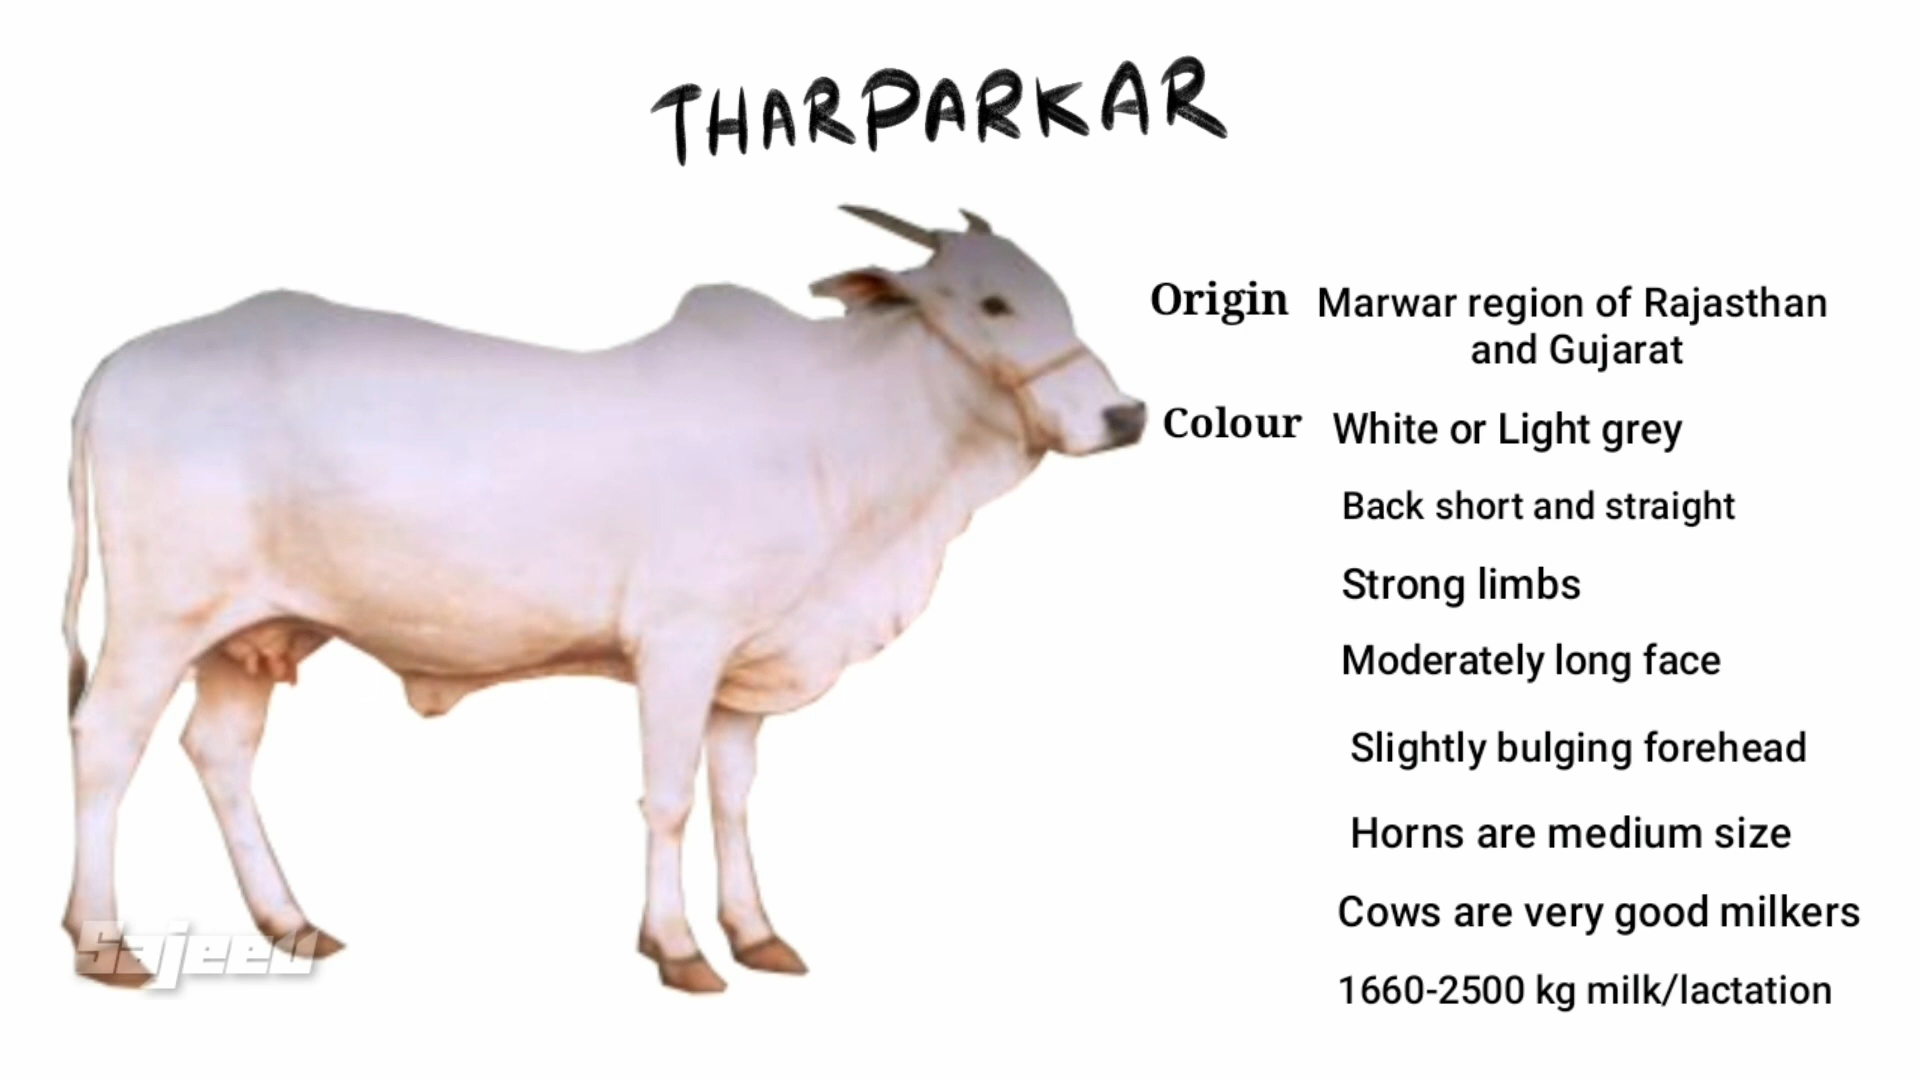 THARPARKAR
Origin Marwar region of Rajasthan
and Gujarat
Colour White or Light grey
Back short and straight
Strong limbs
Moderately long face
Slightly bulging forehead
Horns are medium size
Cows are very good milkers
1660-2500 kg milk/lactation
Sajeev